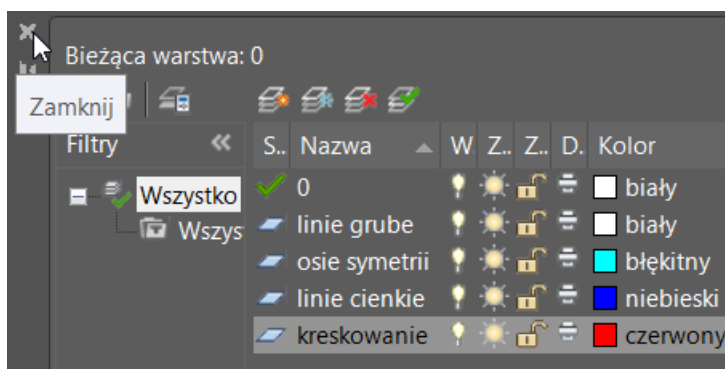 Bieżąca warstwa: 0
Zamknij
Filtry « S.. Nazwa W Z.. Z.. D. Kolor
Wszystko 0 biały
Wszys linie grube biały
osie symetrii błękitny
linie cienkie niebieski
kreskowanie czerwony